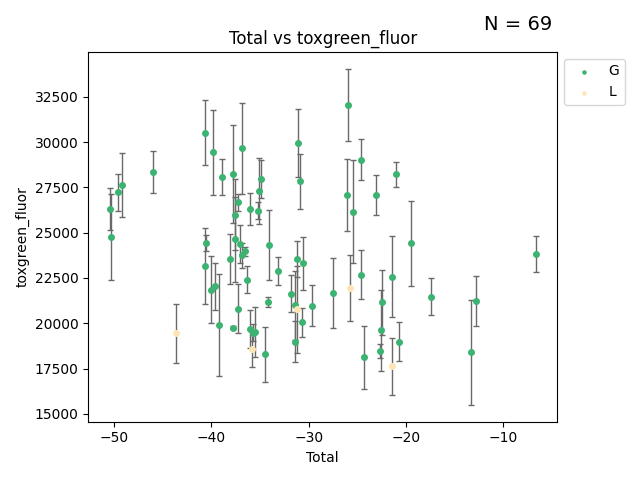 N = 69
Total vs toxgreen_fluor
G
L
toxgreen_fluor
32500
30000
27500
25000
22500
20000
17500
15000
−50
−40
−30
−20
−10
Total